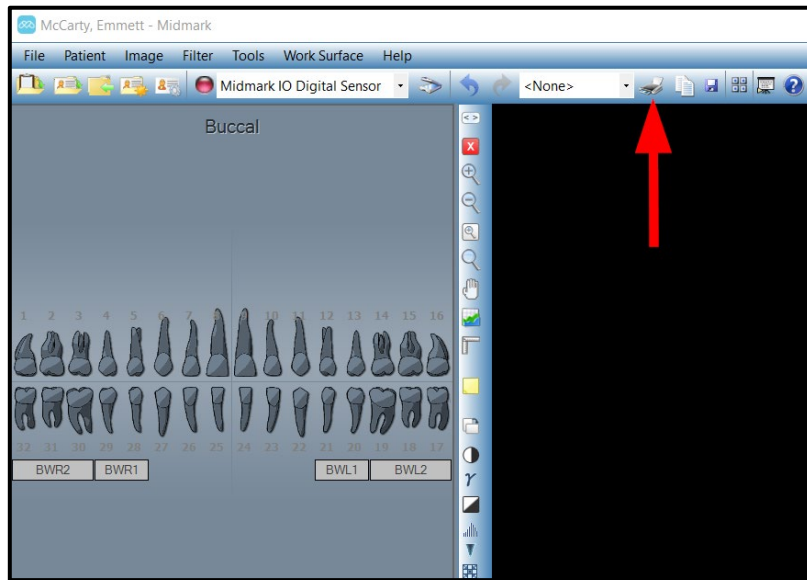 McCarty, Emmett - Midmark
File Patient Image Filter Tools Work Surface Help
Midmark IO Digital Sensor <None>
Buccal
1 2 3 4 5 6 7 8 9 10 11 12 13 14 15 16
32 31 30 29 28 27 26 25 24 23 22 21 20 19 18 17
BWR2 BWR1 BWL1 BWL2